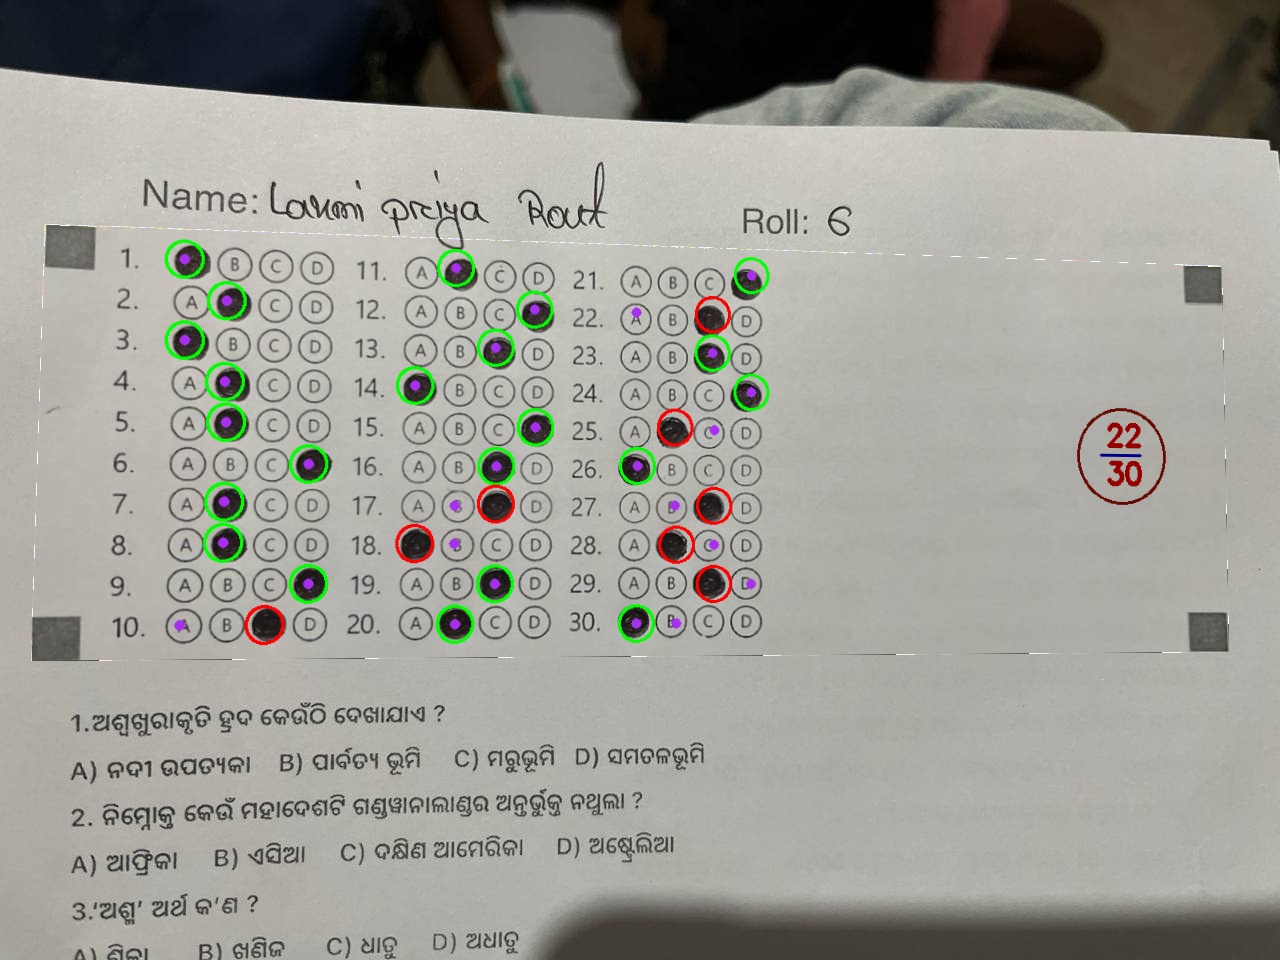 Name: Laxmi priya Rout Roll: 6
1. B C D 11. A C D 21. A B C
2. A C D 12. A B C 22. A B D
3. B C D 13. A B D 23. A B D
4. A C D 14. B C D 24. A B C
5. A C D 15. A B C 25. A C D
6. A B C 16. A B D 26. B C D
7. A C D 17. A B D 27. A B D
8. A C D 18. B C D 28. A C D
9. A B C 19. A B D 29. A B D
10. A B D 20. A C D 30. B C D
22
30
1.ଅଶ୍ୱଖୁରାକୃତି ହ୍ରଦ କେଉଁଠି ଦେଖାଯାଏ ?
A) ନଦୀ ଉପତ୍ୟକା B) ପାର୍ବତ୍ୟ ଭୂମି C) ମରୁଭୂମି D) ସମତଳଭୂମି
2. ନିମ୍ନୋକ୍ତ କେଉଁ ମହାଦେଶଟି ଗଣ୍ଡୱାନାଲାଣ୍ଡର ଅନ୍ତର୍ଭୁକ୍ତ ନଥୁଲା ?
A) ଆଫ୍ରିକା B) ଏସିଆ C) ଦକ୍ଷିଣ ଆମେରିକା D) ଅଷ୍ଟ୍ରେଲିଆ
3.‘ଅଶ୍ମ’ ଅର୍ଥ କ’ଣ ?
A) ଶିଳା B) ଖଣିଜ C) ଧାତୁ D) ଅଧାତୁ